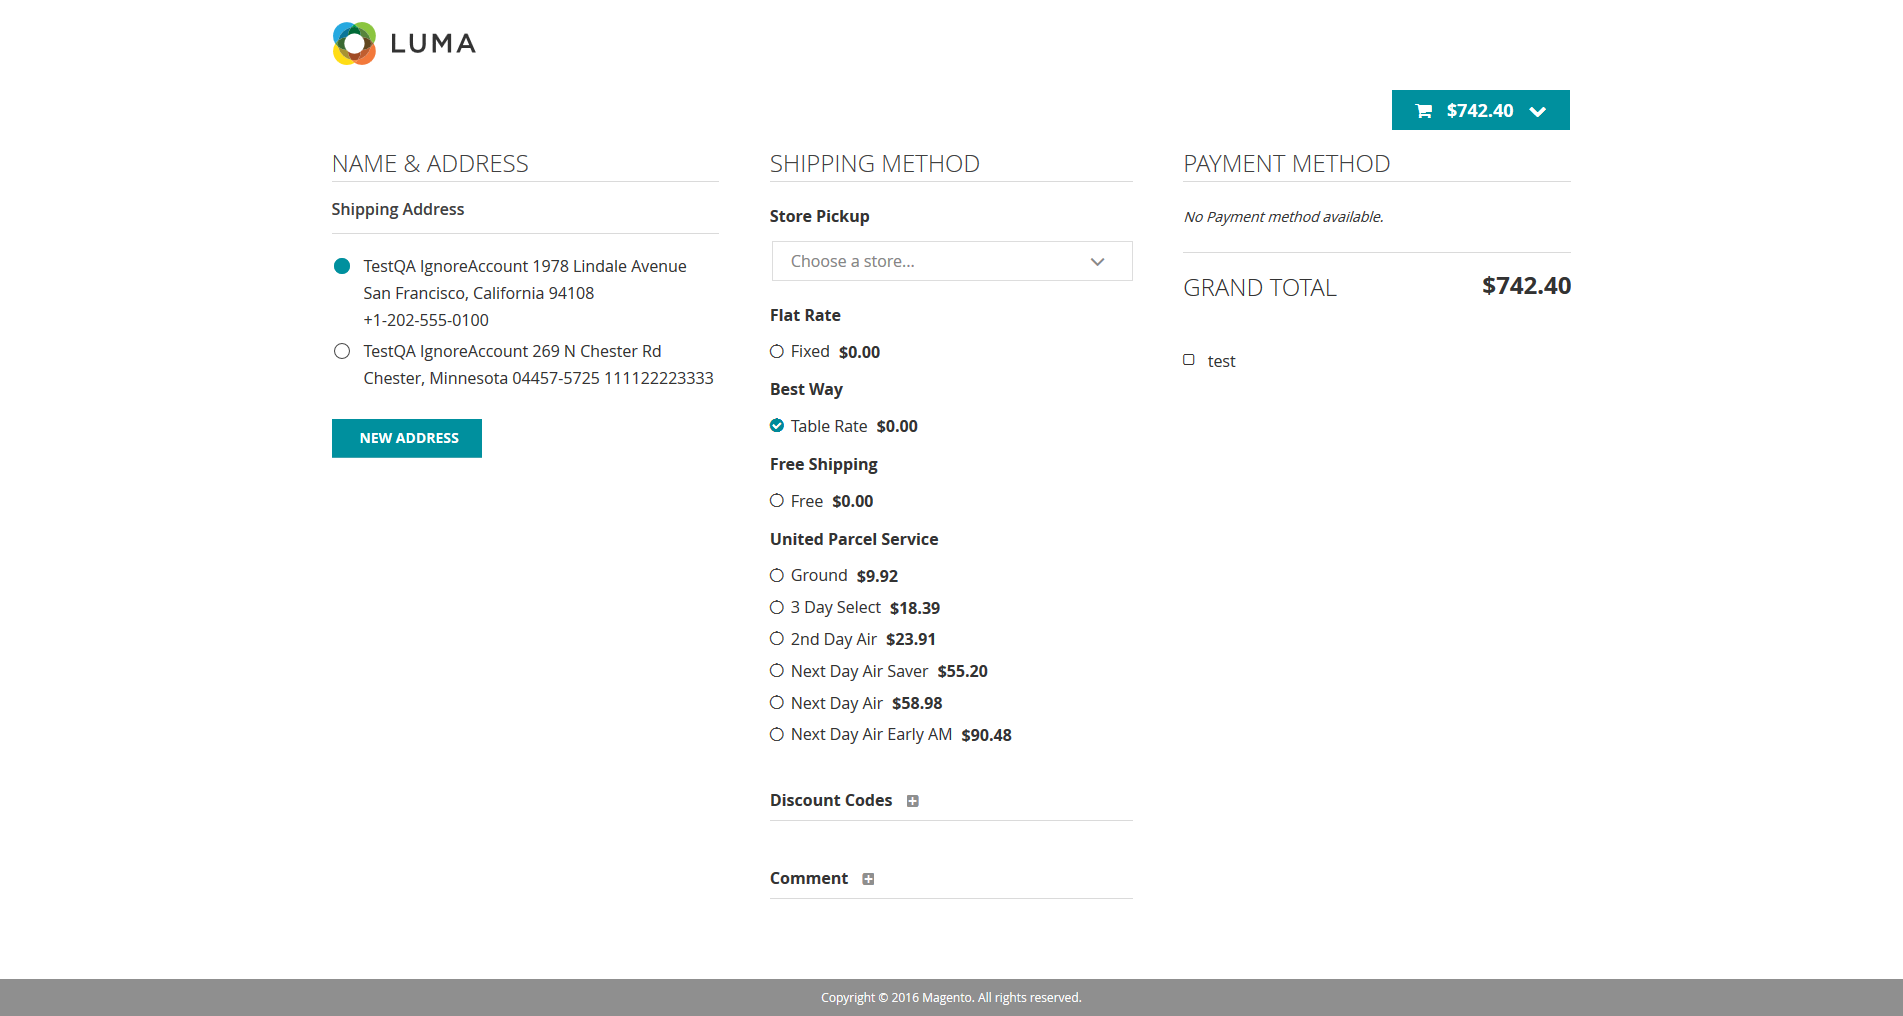 LUMA
$742.40
NAME & ADDRESS
Shipping Address
TestQA IgnoreAccount 1978 Lindale Avenue
San Francisco, California 94108
+1-202-555-0100
TestQA IgnoreAccount 269 N Chester Rd
Chester, Minnesota 04457-5725 111122223333
NEW ADDRESS
SHIPPING METHOD
Store Pickup
Choose a store...
Flat Rate
Fixed $0.00
Best Way
Table Rate $0.00
Free Shipping
Free $0.00
United Parcel Service
Ground $9.92
3 Day Select $18.39
2nd Day Air $23.91
Next Day Air Saver $55.20
Next Day Air $58.98
Next Day Air Early AM $90.48
Discount Codes
Comment
PAYMENT METHOD
No Payment method available.
GRAND TOTAL $742.40
test
Copyright © 2016 Magento. All rights reserved.